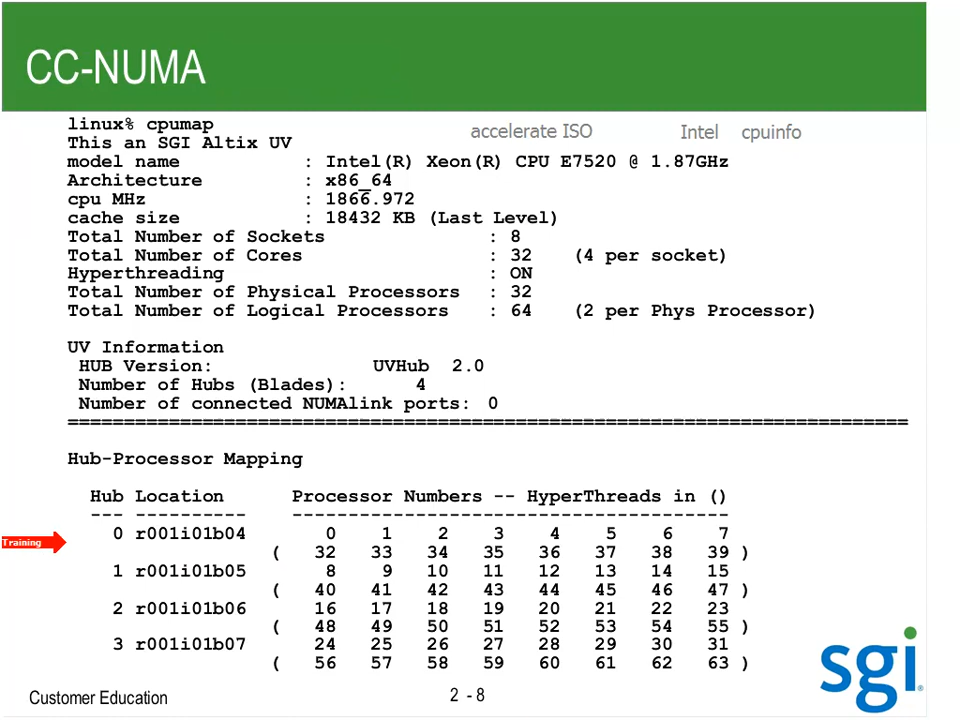 CC-NUMA
linux% cpumap
accelerate ISO Intel cpuinfo
This an SGI Altix UV
model name : Intel(R) Xeon(R) CPU E7520 @ 1.87GHz
Architecture : x86_64
cpu MHz : 1866.972
cache size : 18432 KB (Last Level)
Total Number of Sockets : 8
Total Number of Cores : 32 (4 per socket)
Hyperthreading : ON
Total Number of Physical Processors : 32
Total Number of Logical Processors : 64 (2 per Phys Processor)
UV Information
HUB Version: UVHub 2.0
Number of Hubs (Blades): 4
Number of connected NUMAlink ports: 0
===========================================================================
Hub-Processor Mapping
Hub Location Processor Numbers -- HyperThreads in ()
--- ---------- ---------------------------------------
0 r001i01b04 0 1 2 3 4 5 6 7
Training
( 32 33 34 35 36 37 38 39 )
1 r001i01b05 8 9 10 11 12 13 14 15
( 40 41 42 43 44 45 46 47 )
2 r001i01b06 16 17 18 19 20 21 22 23
( 48 49 50 51 52 53 54 55 )
3 r001i01b07 24 25 26 27 28 29 30 31
( 56 57 58 59 60 61 62 63 )
sgi®
Customer Education
2 - 8